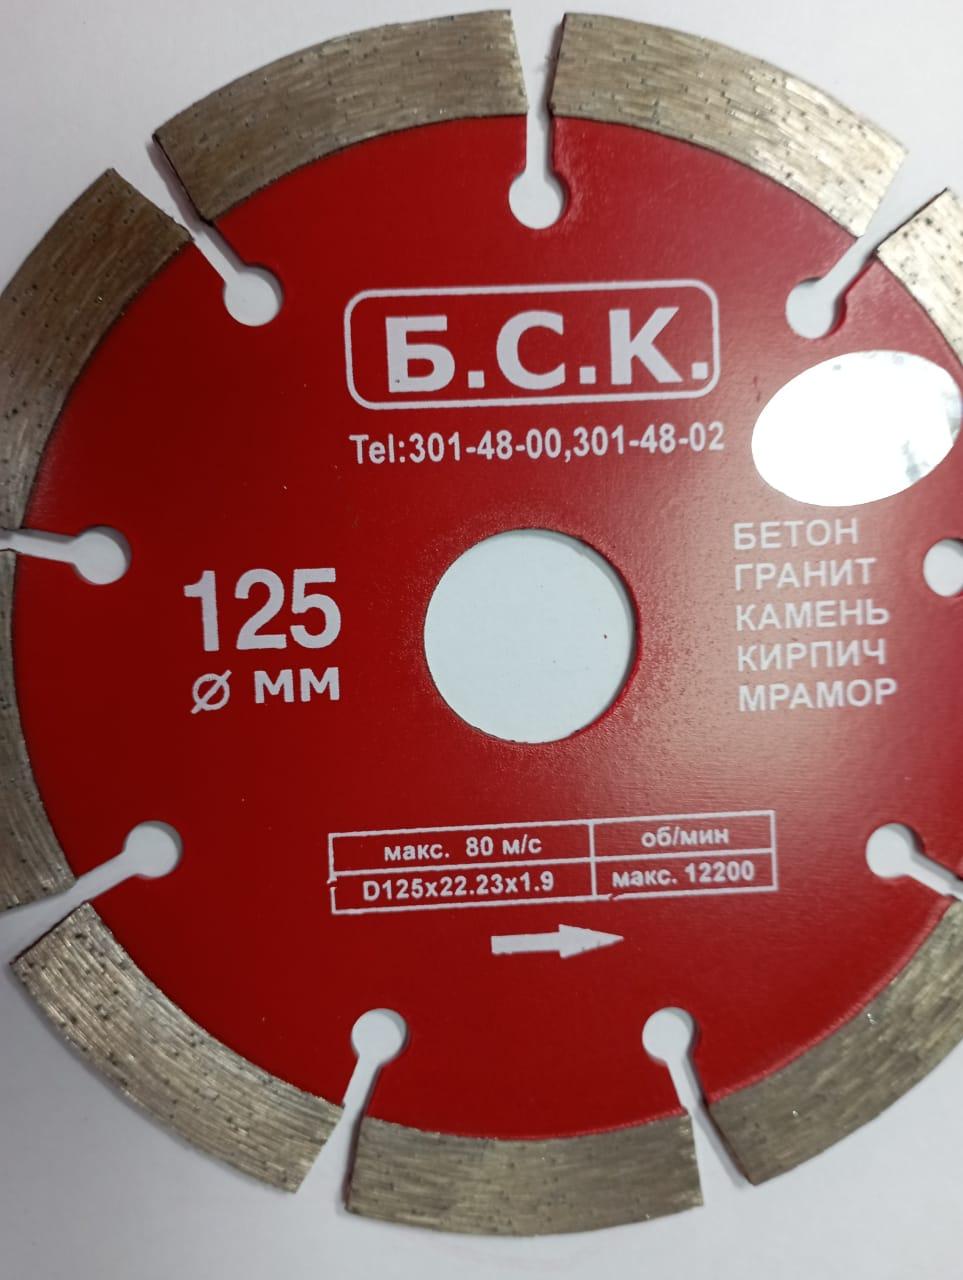 Б.С.К.
Tel:301-48-00,301-48-02
БЕТОН
ГРАНИТ
КАМЕНЬ
КИРПИЧ
МРАМОР
125
Ø ММ
макс. 80 м/с
об/мин
D125x22.23x1.9
макс. 12200